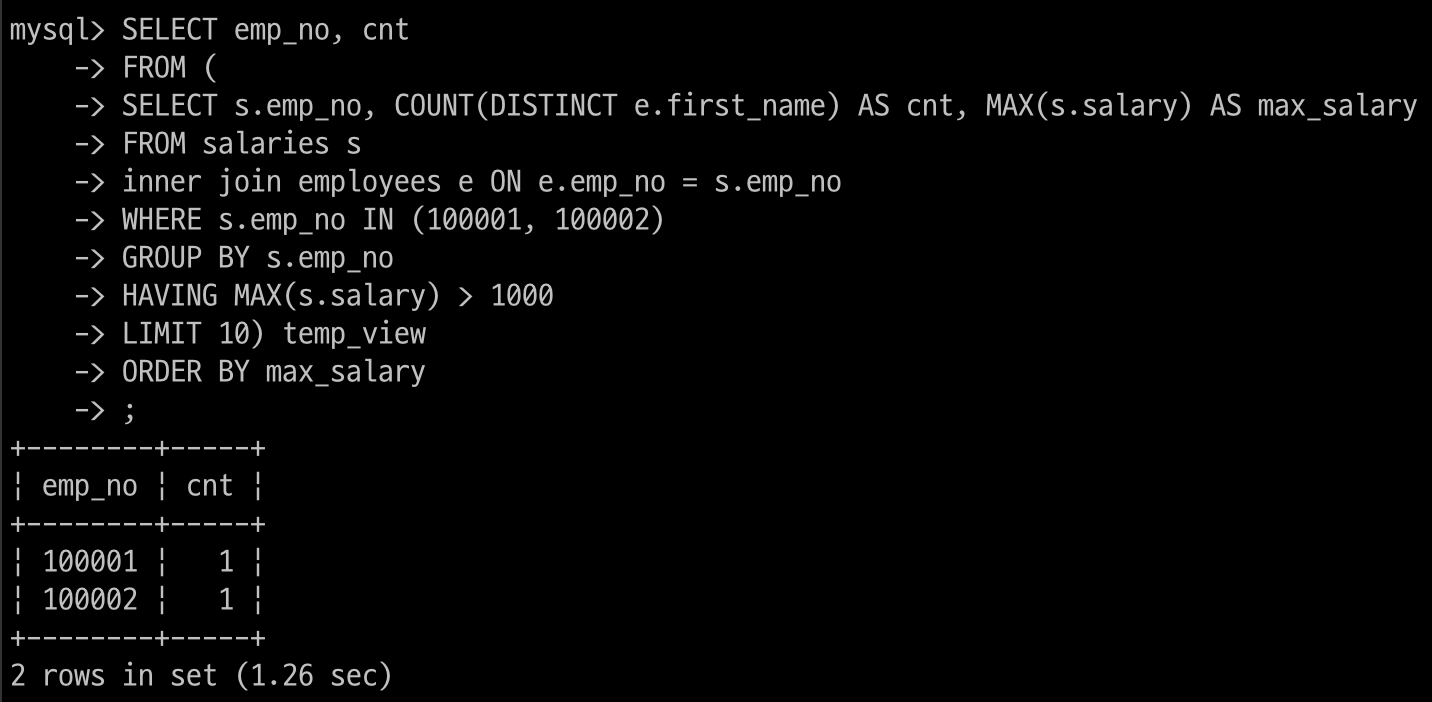 mysql> SELECT emp_no, cnt
    -> FROM (
    -> SELECT s.emp_no, COUNT(DISTINCT e.first_name) AS cnt, MAX(s.salary) AS max_salary
    -> FROM salaries s
    -> inner join employees e ON e.emp_no = s.emp_no
    -> WHERE s.emp_no IN (100001, 100002)
    -> GROUP BY s.emp_no
    -> HAVING MAX(s.salary) > 1000
    -> LIMIT 10) temp_view
    -> ORDER BY max_salary
    -> ;
+--------+-----+
| emp_no | cnt |
+--------+-----+
| 100001 |   1 |
| 100002 |   1 |
+--------+-----+
2 rows in set (1.26 sec)